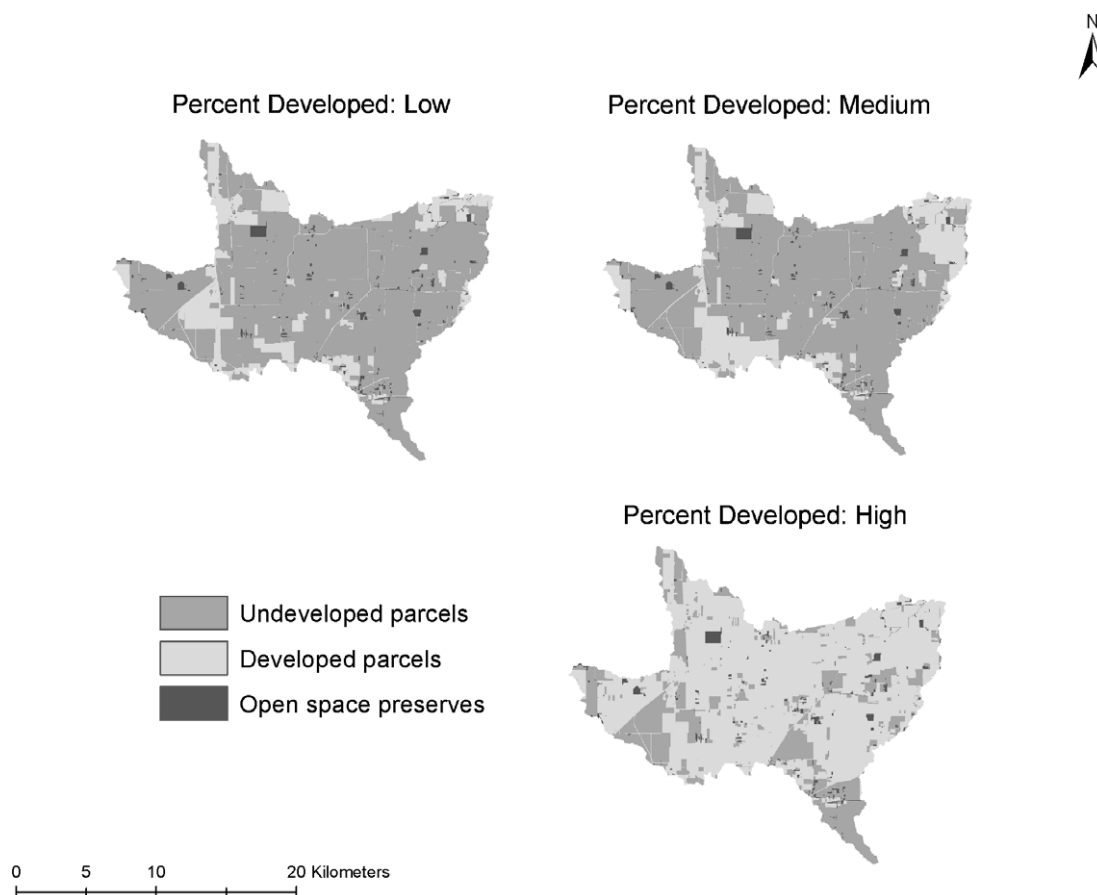 N
Percent Developed: Low
Percent Developed: Medium
Percent Developed: High
Undeveloped parcels
Developed parcels
Open space preserves
0 5 10 20 Kilometers